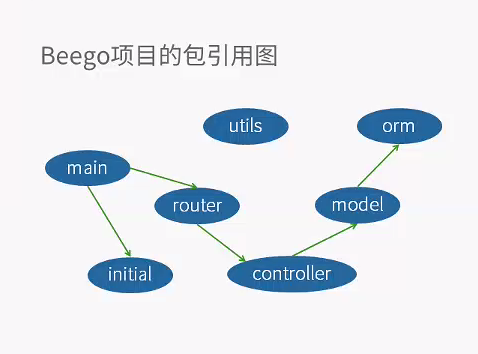 Beego项目的包引用图
utils
orm
main
router
model
initial
controller